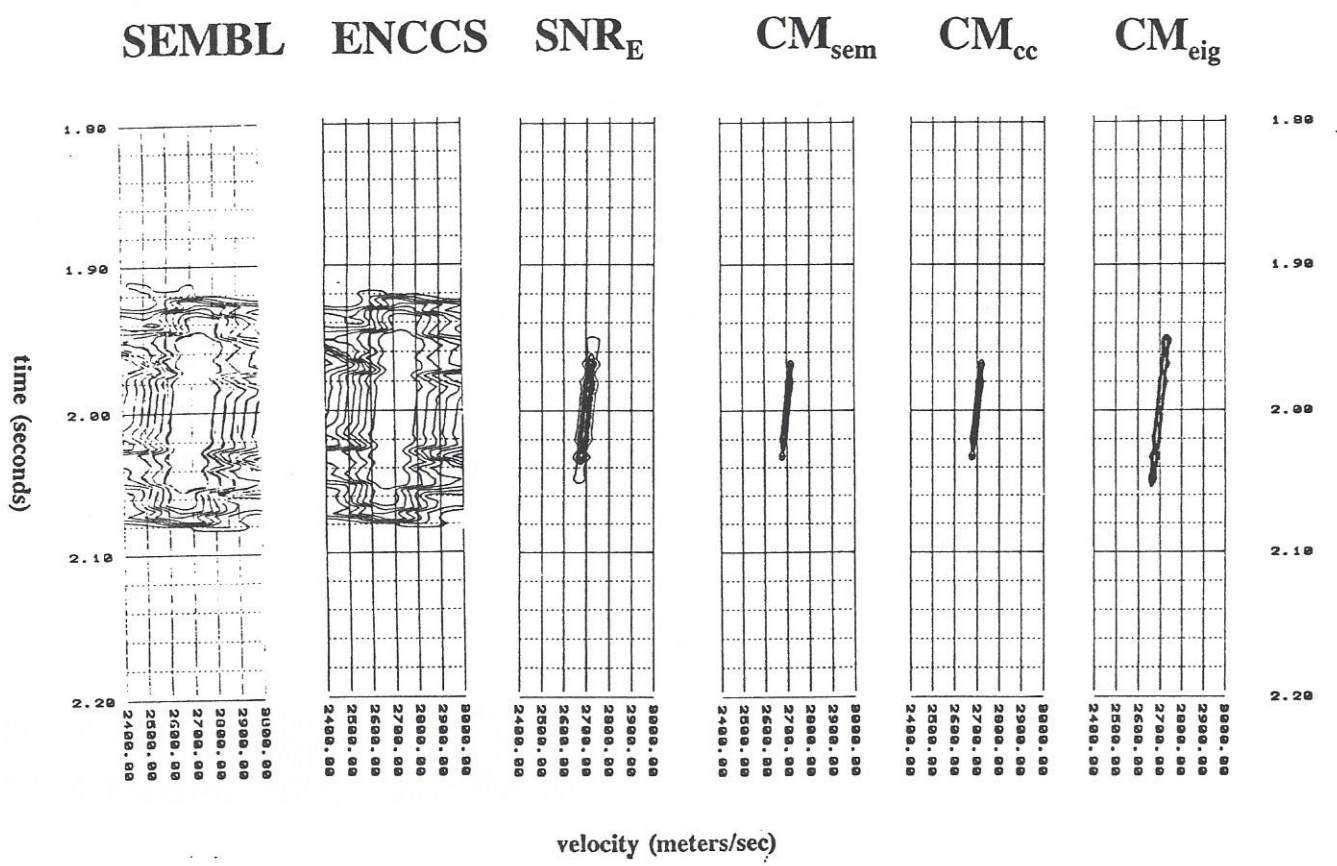 SEMBL ENCCS SNR_E CM_sem CM_cc CM_eig
1.80 1.80
1.90 1.90
time (seconds)
2.00 2.00
2.10 2.10
2.20 2.20
2400.00 2500.00 2600.00 2700.00 2800.00 2900.00 3000.00
2400.00 2500.00 2600.00 2700.00 2800.00 2900.00 3000.00
2400.00 2500.00 2600.00 2700.00 2800.00 2900.00 3000.00
2400.00 2500.00 2600.00 2700.00 2800.00 2900.00 3000.00
2400.00 2500.00 2600.00 2700.00 2800.00 2900.00 3000.00
2400.00 2500.00 2600.00 2700.00 2800.00 2900.00 3000.00
velocity (meters/sec)